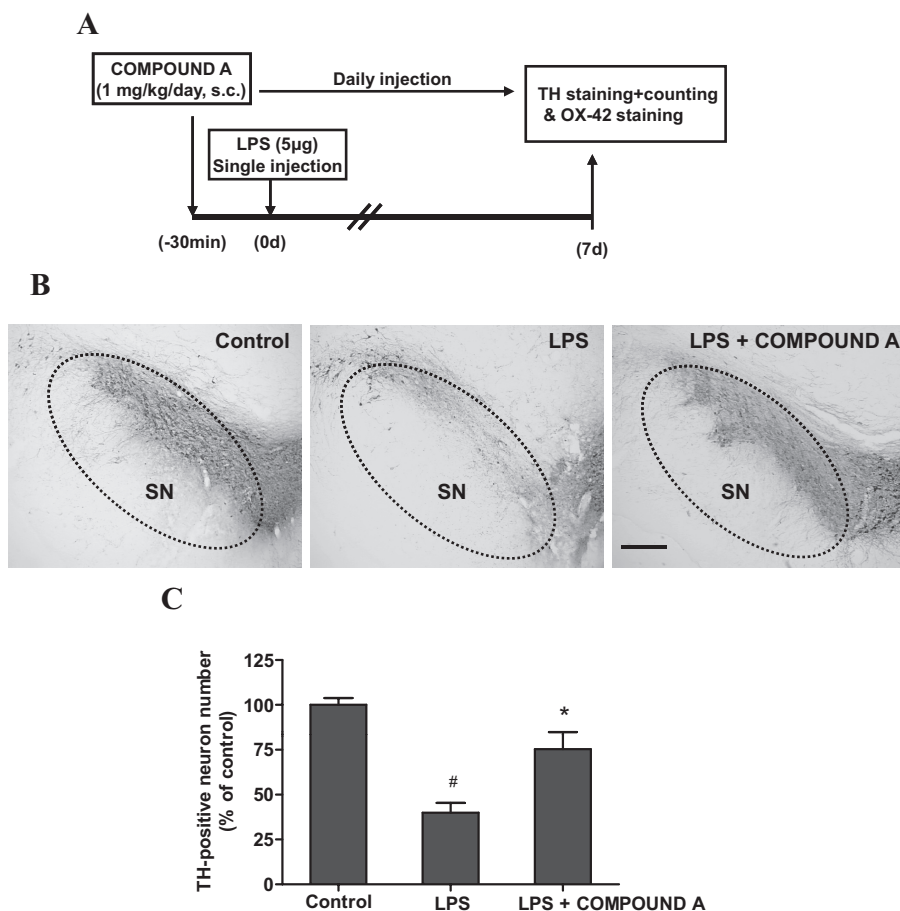 A
COMPOUND A
(1 mg/kg/day, s.c.)
Daily injection
TH staining+counting
& OX-42 staining
LPS (5µg)
Single injection
(-30min)
(0d)
(7d)
B
Control
LPS
LPS + COMPOUND A
SN
SN
SN
C
TH-positive neuron number
(% of control)
125
100
75
50
25
0
#
*
Control
LPS
LPS + COMPOUND A